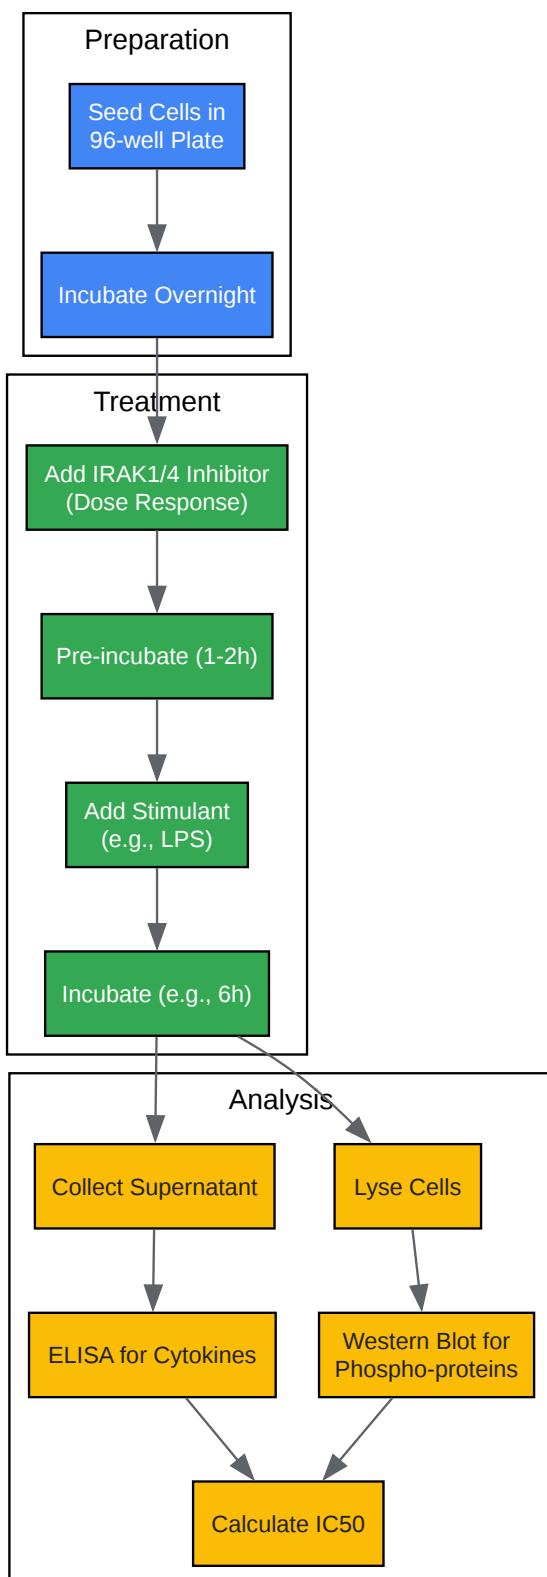 Preparation
Seed Cells in
96-well Plate
Incubate Overnight
Treatment
Add IRAK1/4 Inhibitor
(Dose Response)
Pre-incubate (1-2h)
Add Stimulant
(e.g., LPS)
Incubate (e.g., 6h)
Analysis
Collect Supernatant
Lyse Cells
ELISA for Cytokines
Western Blot for
Phospho-proteins
Calculate IC50